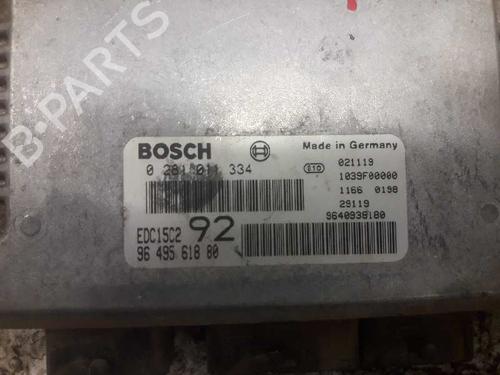 B-PARTS
BOSCH
Made in Germany
0 281 011 334
010
021119
1039F00000
1166 0198
29119
9640938180
EDC15C2 92
96 495 618 80